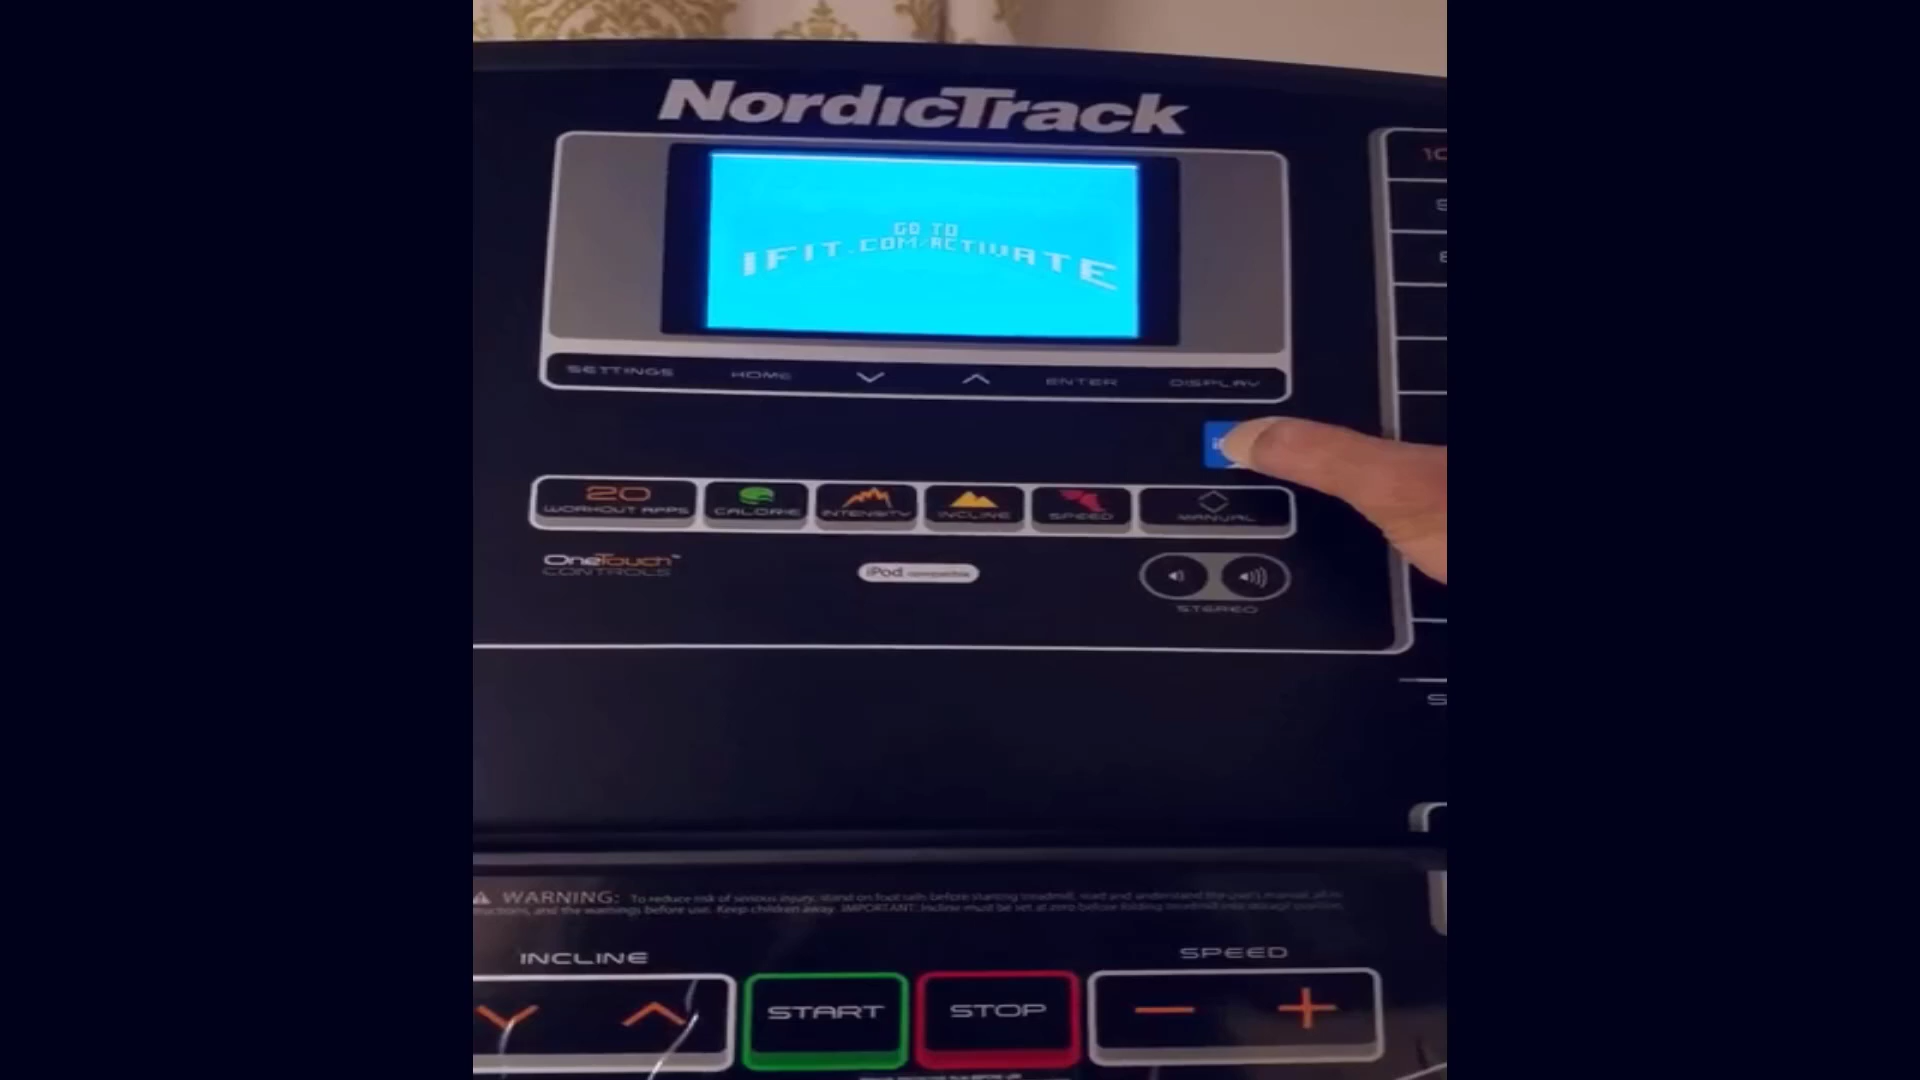 NordicTrack
GO TO
IFIT.COM/ACTIVATE
SETTINGS HOME ENTER DISPLAY
20
WORKOUT APPS
CALORIE
INTENSITY
INCLINE
SPEED
MANUAL
OneTouch™
CONTROLS
iPod
STEREO
10
WARNING: To reduce risk of serious injury, stand on foot rails before starting treadmill, read and understand the user's manual, all
and the warnings before use. Keep children away. IMPORTANT: Incline must be set at zero before folding treadmill into storage position.
INCLINE
SPEED
START
STOP